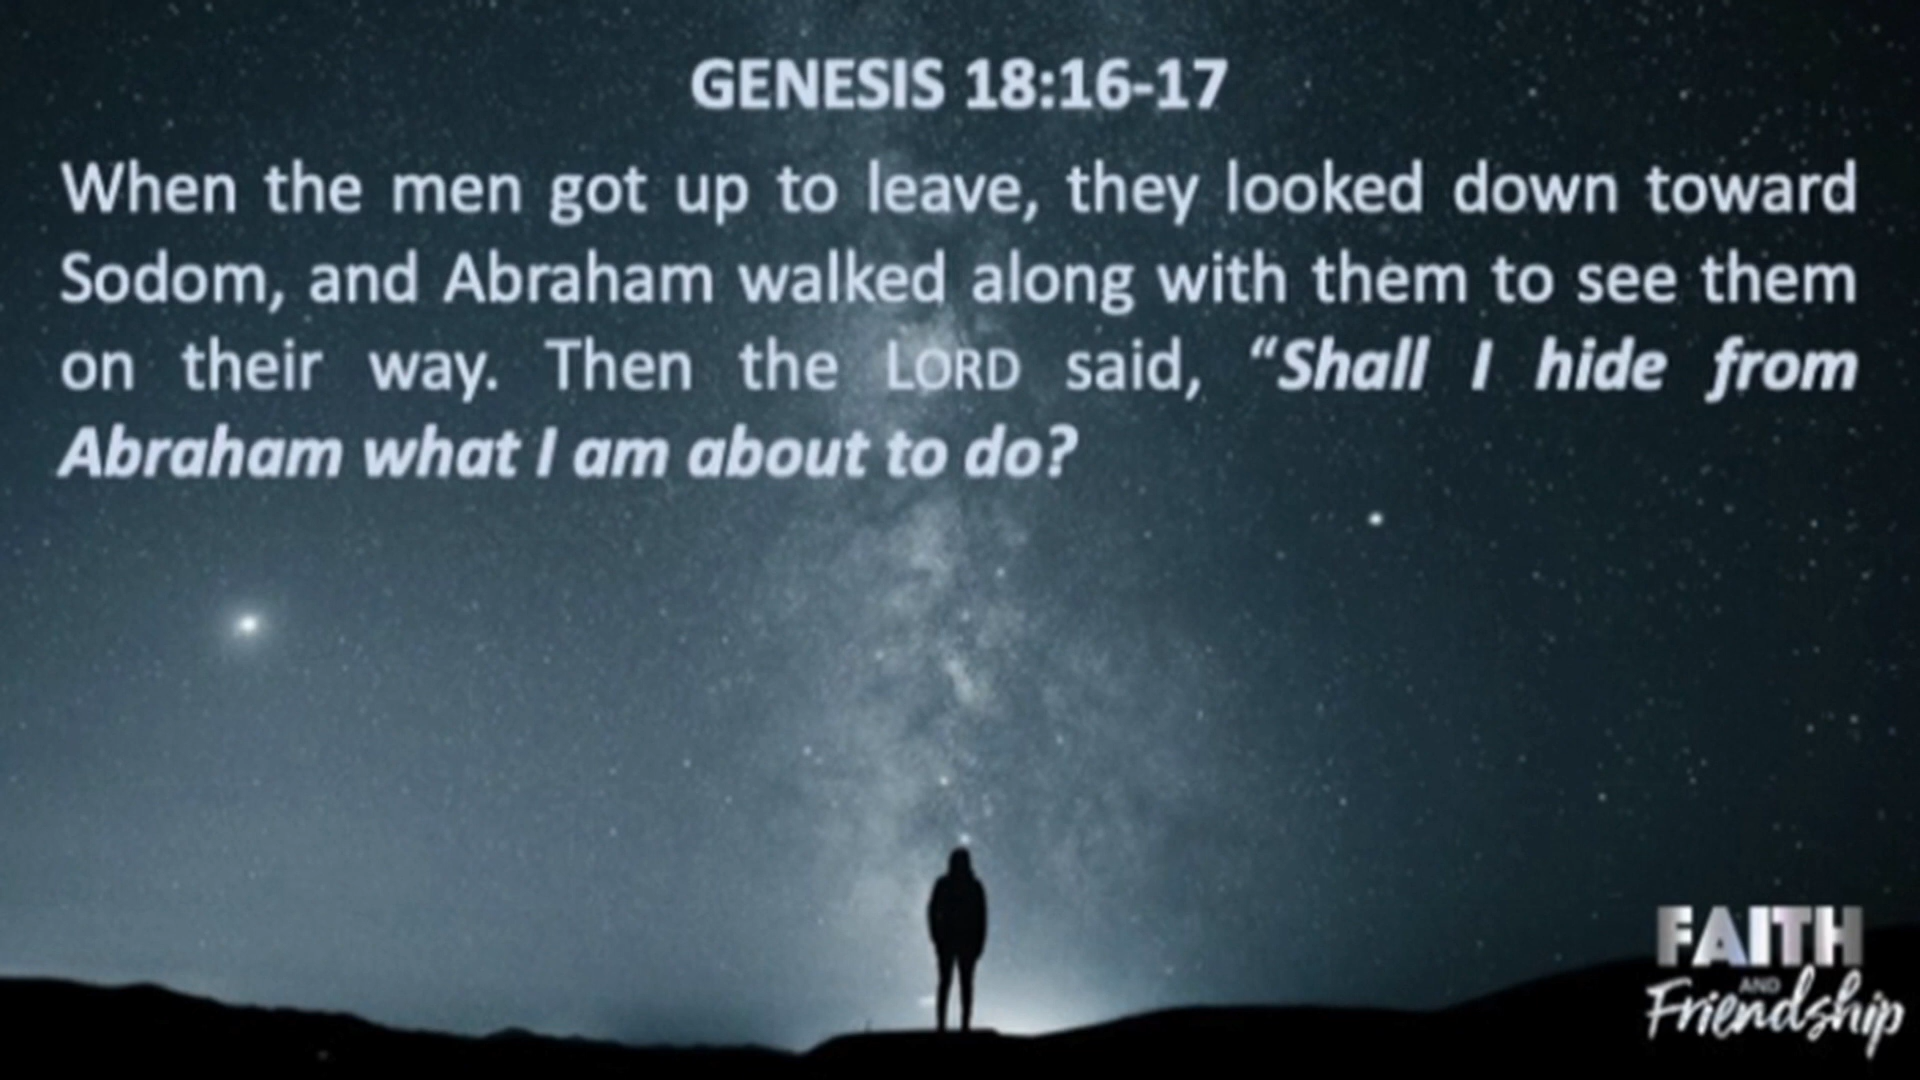 GENESIS 18:16-17
When the men got up to leave, they looked down toward
Sodom, and Abraham walked along with them to see them
on their way. Then the LORD said, “Shall I hide from
Abraham what I am about to do?
FAITH
AND
Friendship